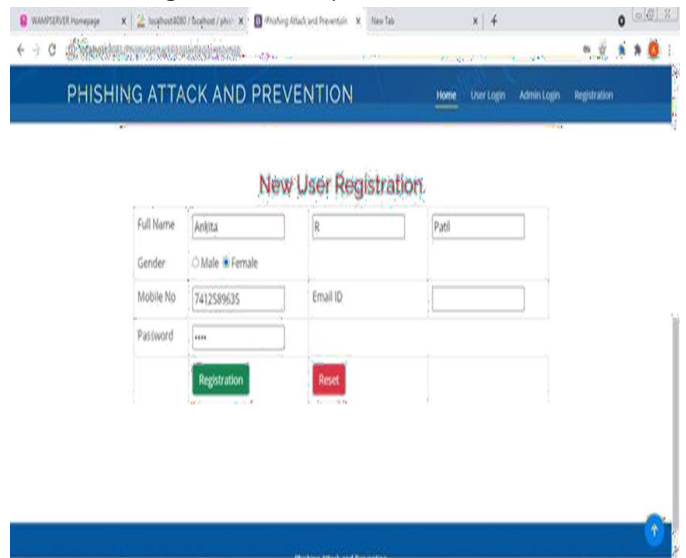 WAMPSERVER Homepage
New Tab
PHISHING ATTACK AND PREVENTION Home User Login Admin Login Registration
New User Registration
Full Name Ankita R Patil
Gender Male Female
Mobile No 7412589635 Email ID
Password ••••
Registration Reset
Phishing Attack and Prevention